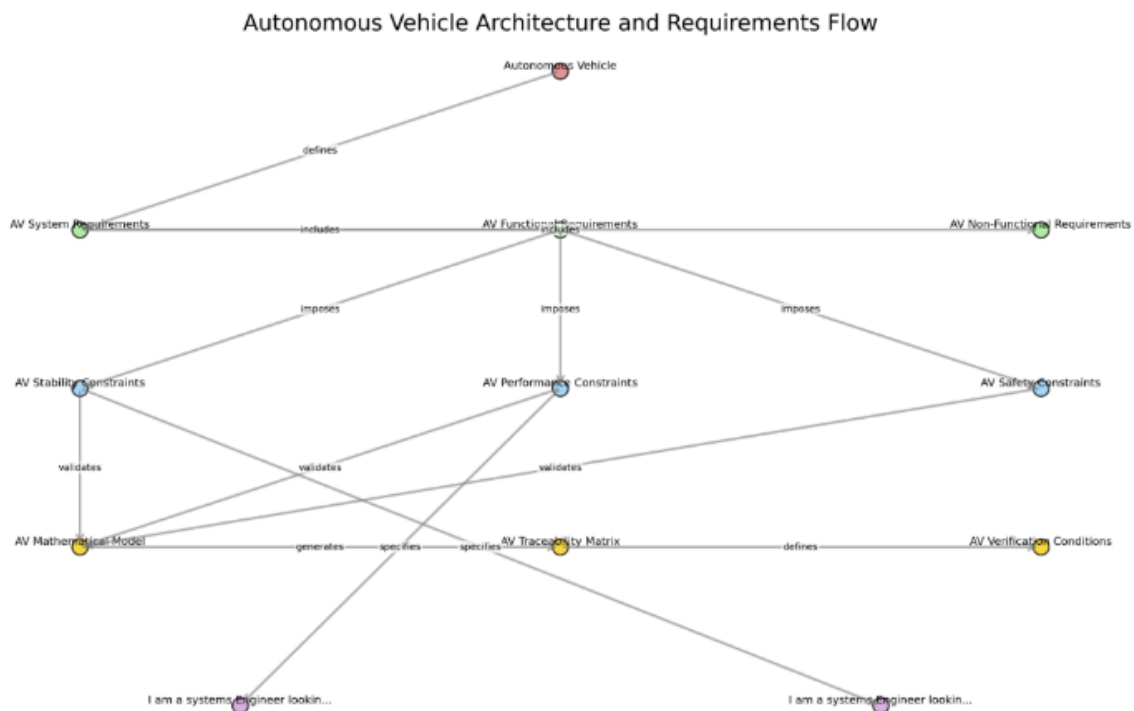 Autonomous Vehicle Architecture and Requirements Flow
Autonomous Vehicle
defines
AV System Requirements
includes
AV Functional Requirements
includes
AV Non-Functional Requirements
imposes
imposes
imposes
AV Stability Constraints
AV Performance Constraints
AV Safety Constraints
validates
validates
validates
AV Mathematical Model
generates
specifies
specifies
AV Traceability Matrix
defines
AV Verification Conditions
I am a systems Engineer lookin...
I am a systems Engineer lookin...